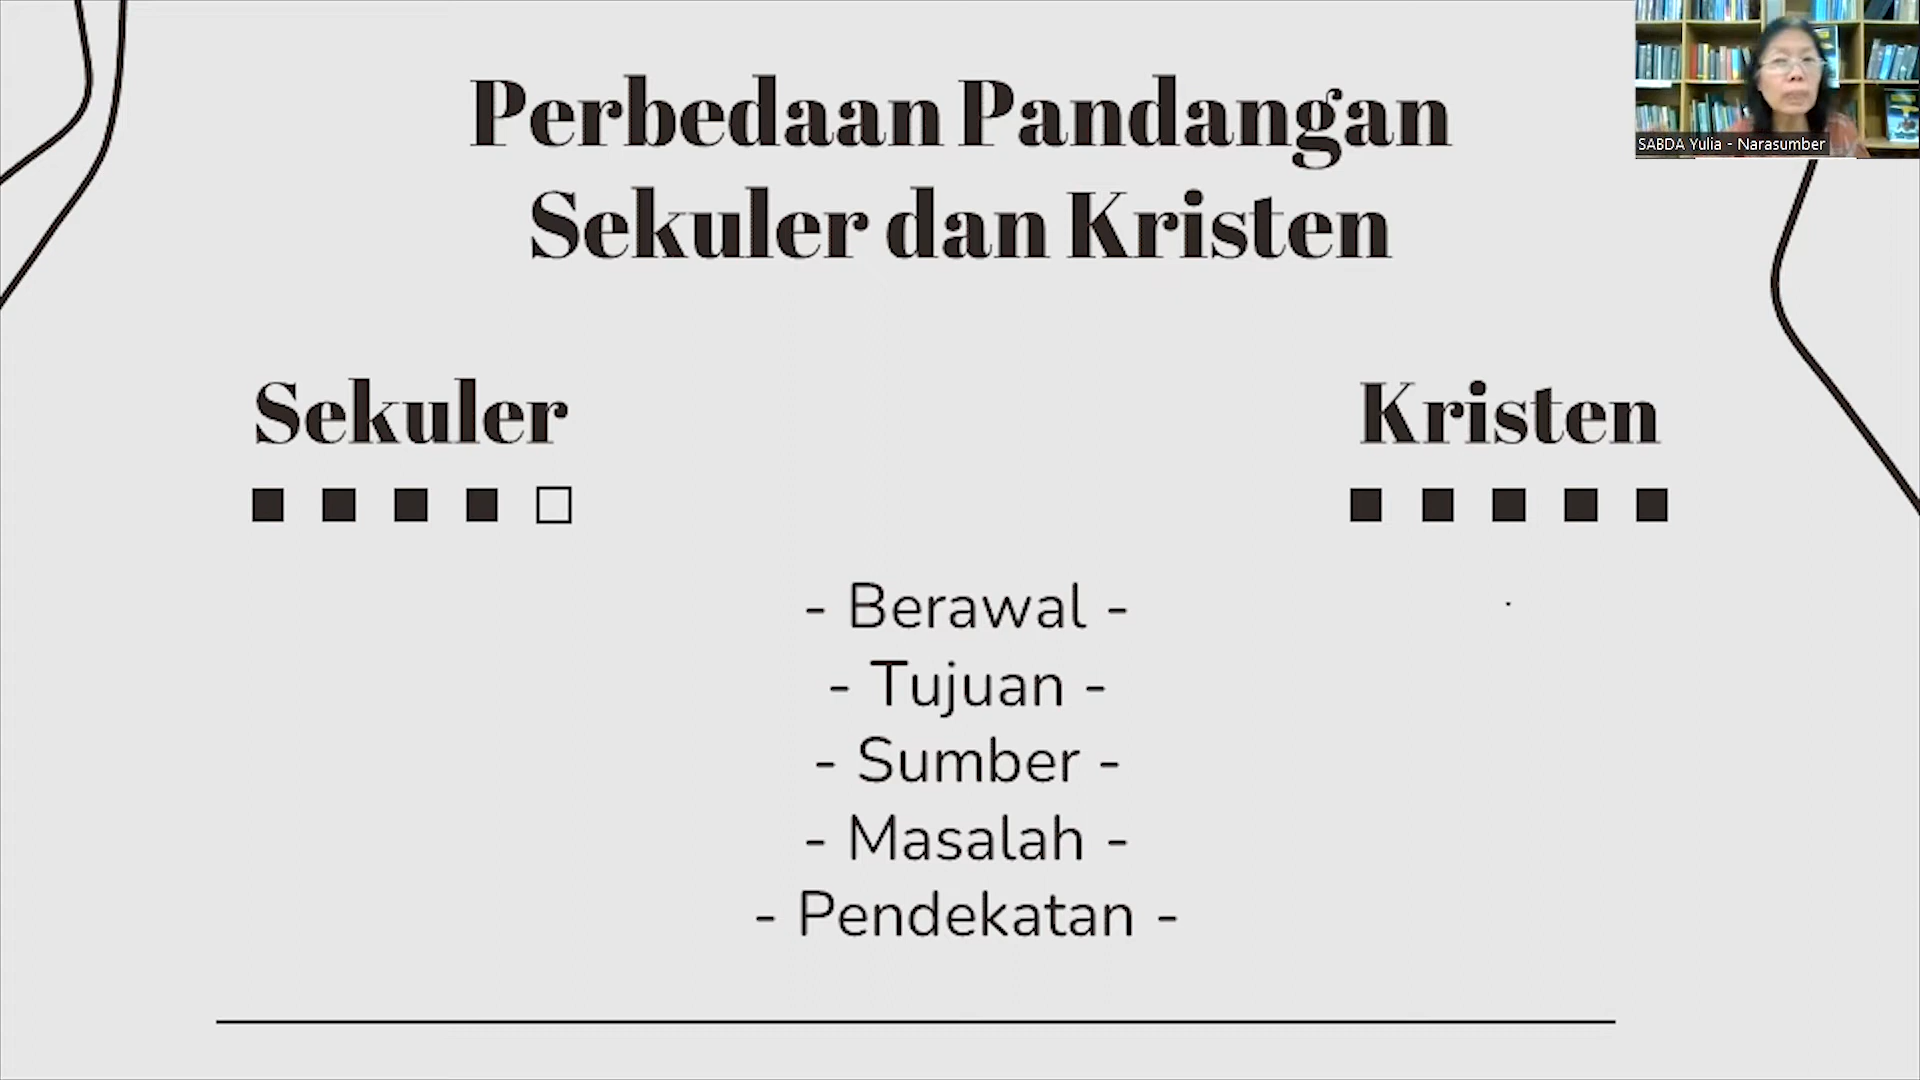 Perbedaan Pandangan
Sekuler dan Kristen
SABDA Yulia - Narasumber
Sekuler
Kristen
- Berawal -
- Tujuan -
- Sumber -
- Masalah -
- Pendekatan -